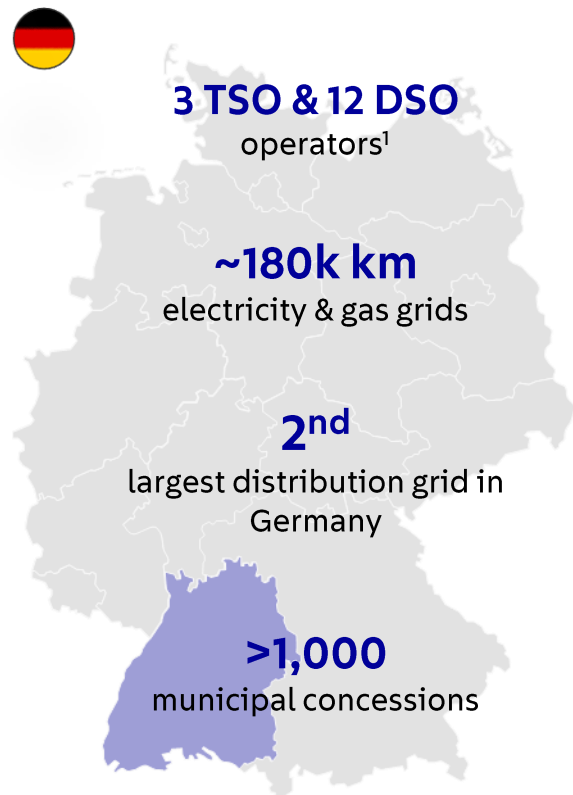 3 TSO & 12 DSO
operators¹
~180k km
electricity & gas grids
2ⁿᵈ
largest distribution grid in
Germany
>1,000
municipal concessions